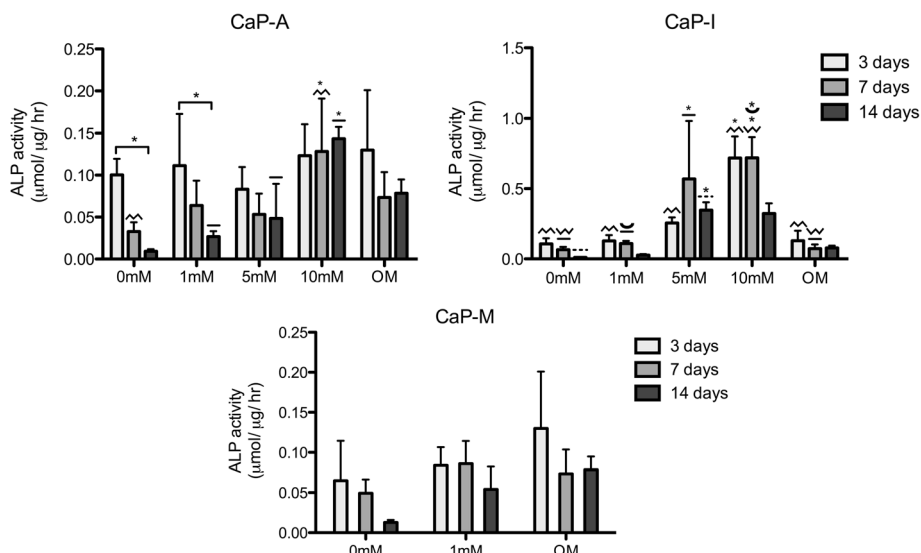 CaP-A
ALP activity
(µmol/ µg/ hr)
0.25
0.20
0.15
0.10
0.05
0.00
*
*
*
*
0mM
1mM
5mM
10mM
OM
CaP-I
ALP activity
(µmol/ µg/ hr)
1.5
1.0
0.5
0.0
*
*
*
*
*
0mM
1mM
5mM
10mM
OM
3 days
7 days
14 days
CaP-M
ALP activity
(µmol/ µg/ hr)
0.25
0.20
0.15
0.10
0.05
0.00
0mM
1mM
OM
3 days
7 days
14 days